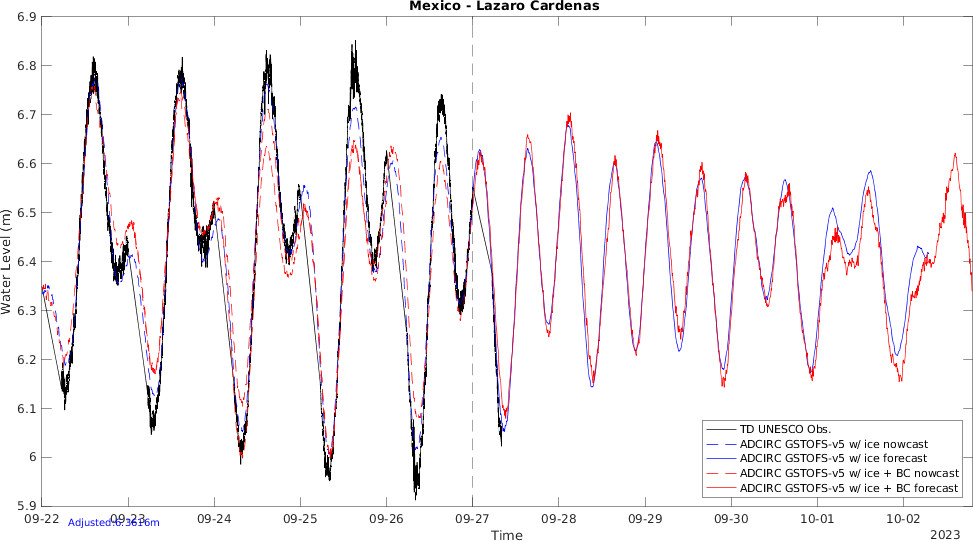 Mexico - Lazaro Cardenas
6.9
6.8
6.7
6.6
6.5
6.4
6.3
6.2
6.1
6
5.9
Water Level (m)
TD UNESCO Obs.
ADCIRC GSTOFS-v5 w/ ice nowcast
ADCIRC GSTOFS-v5 w/ ice forecast
ADCIRC GSTOFS-v5 w/ ice + BC nowcast
ADCIRC GSTOFS-v5 w/ ice + BC forecast
09-22 09-23 09-24 09-25 09-26 09-27 09-28 09-29 09-30 10-01 10-02
Adjusted:6.3616m
Time
2023